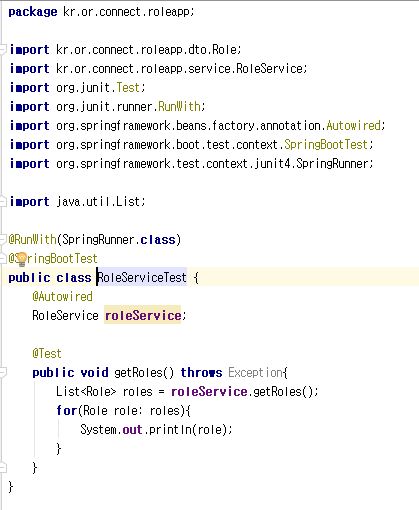 package kr.or.connect.roleapp;
import kr.or.connect.roleapp.dto.Role;
import kr.or.connect.roleapp.service.RoleService;
import org.junit.Test;
import org.junit.runner.RunWith;
import org.springframework.beans.factory.annotation.Autowired;
import org.springframework.boot.test.context.SpringBootTest;
import org.springframework.test.context.junit4.SpringRunner;
import java.util.List;
@RunWith(SpringRunner.class)
@SpringBootTest
public class RoleServiceTest {
@Autowired
RoleService roleService;
@Test
public void getRoles() throws Exception{
List<Role> roles = roleService.getRoles();
for(Role role: roles){
System.out.println(role);
}
}
}